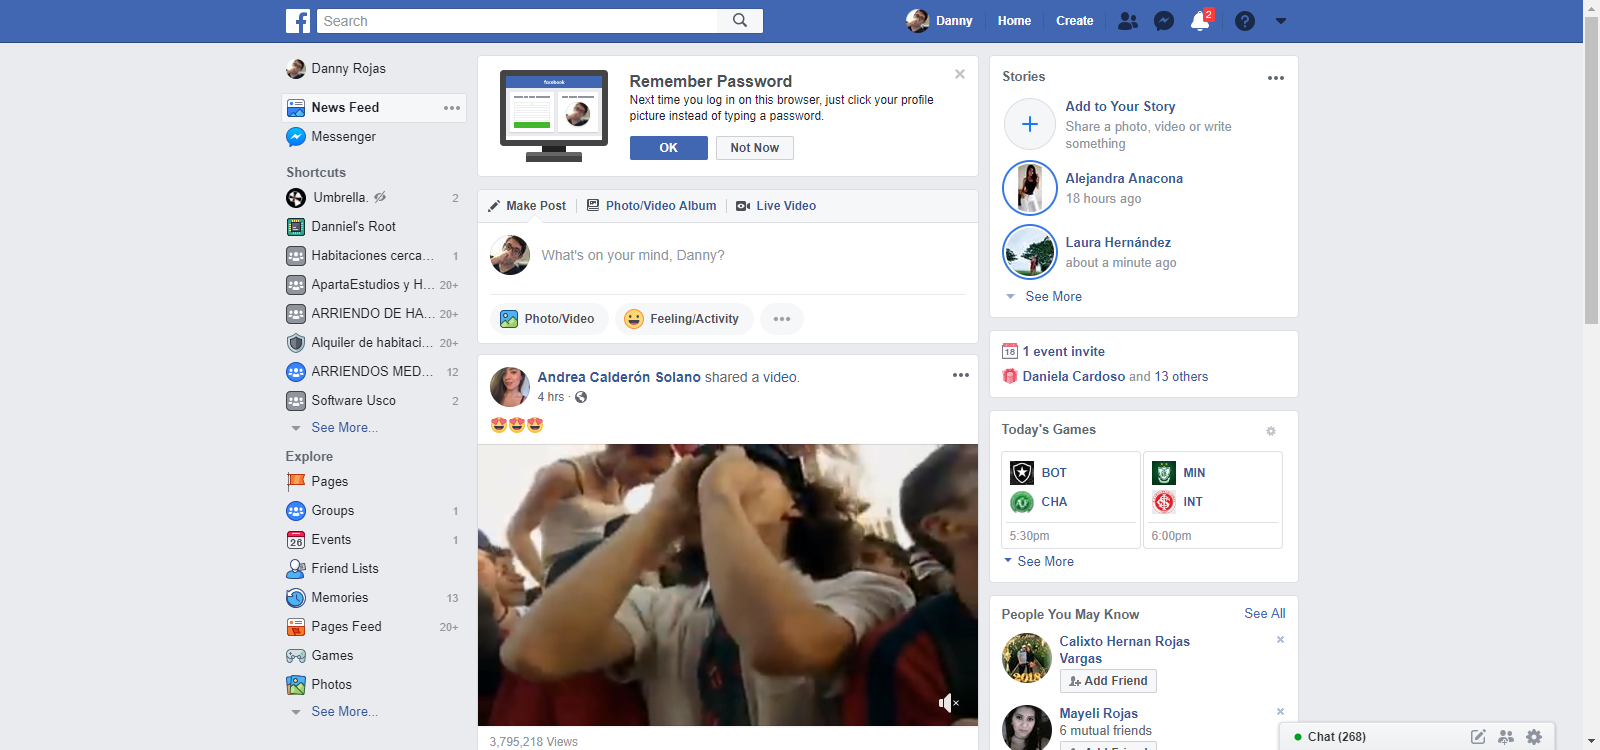 Search
Danny
Home
Create
2
Danny Rojas
News Feed
Messenger
Shortcuts
Umbrella. 2
Danniel's Root
Habitaciones cerca... 1
ApartaEstudios y H... 20+
ARRIENDO DE HA... 20+
Alquiler de habitaci... 20+
ARRIENDOS MED... 12
Software Usco 2
See More...
Explore
Pages
Groups 1
26
Events 1
Friend Lists
Memories 13
Pages Feed 20+
Games
Photos
See More...
facebook
Remember Password
Next time you log in on this browser, just click your profile
picture instead of typing a password.
OK
Not Now
Make Post
Photo/Video Album
Live Video
What's on your mind, Danny?
Photo/Video
Feeling/Activity
Andrea Calderón Solano shared a video.
4 hrs ·
3,795,218 Views
Stories
Add to Your Story
Share a photo, video or write
something
Alejandra Anacona
18 hours ago
Laura Hernández
about a minute ago
See More
18
1 event invite
Daniela Cardoso and 13 others
Today's Games
BOT
CHA
5:30pm
MIN
INT
6:00pm
See More
People You May Know
See All
Calixto Hernan Rojas
Vargas
2018
Add Friend
Mayeli Rojas
6 mutual friends
Add Friend
Chat (268)